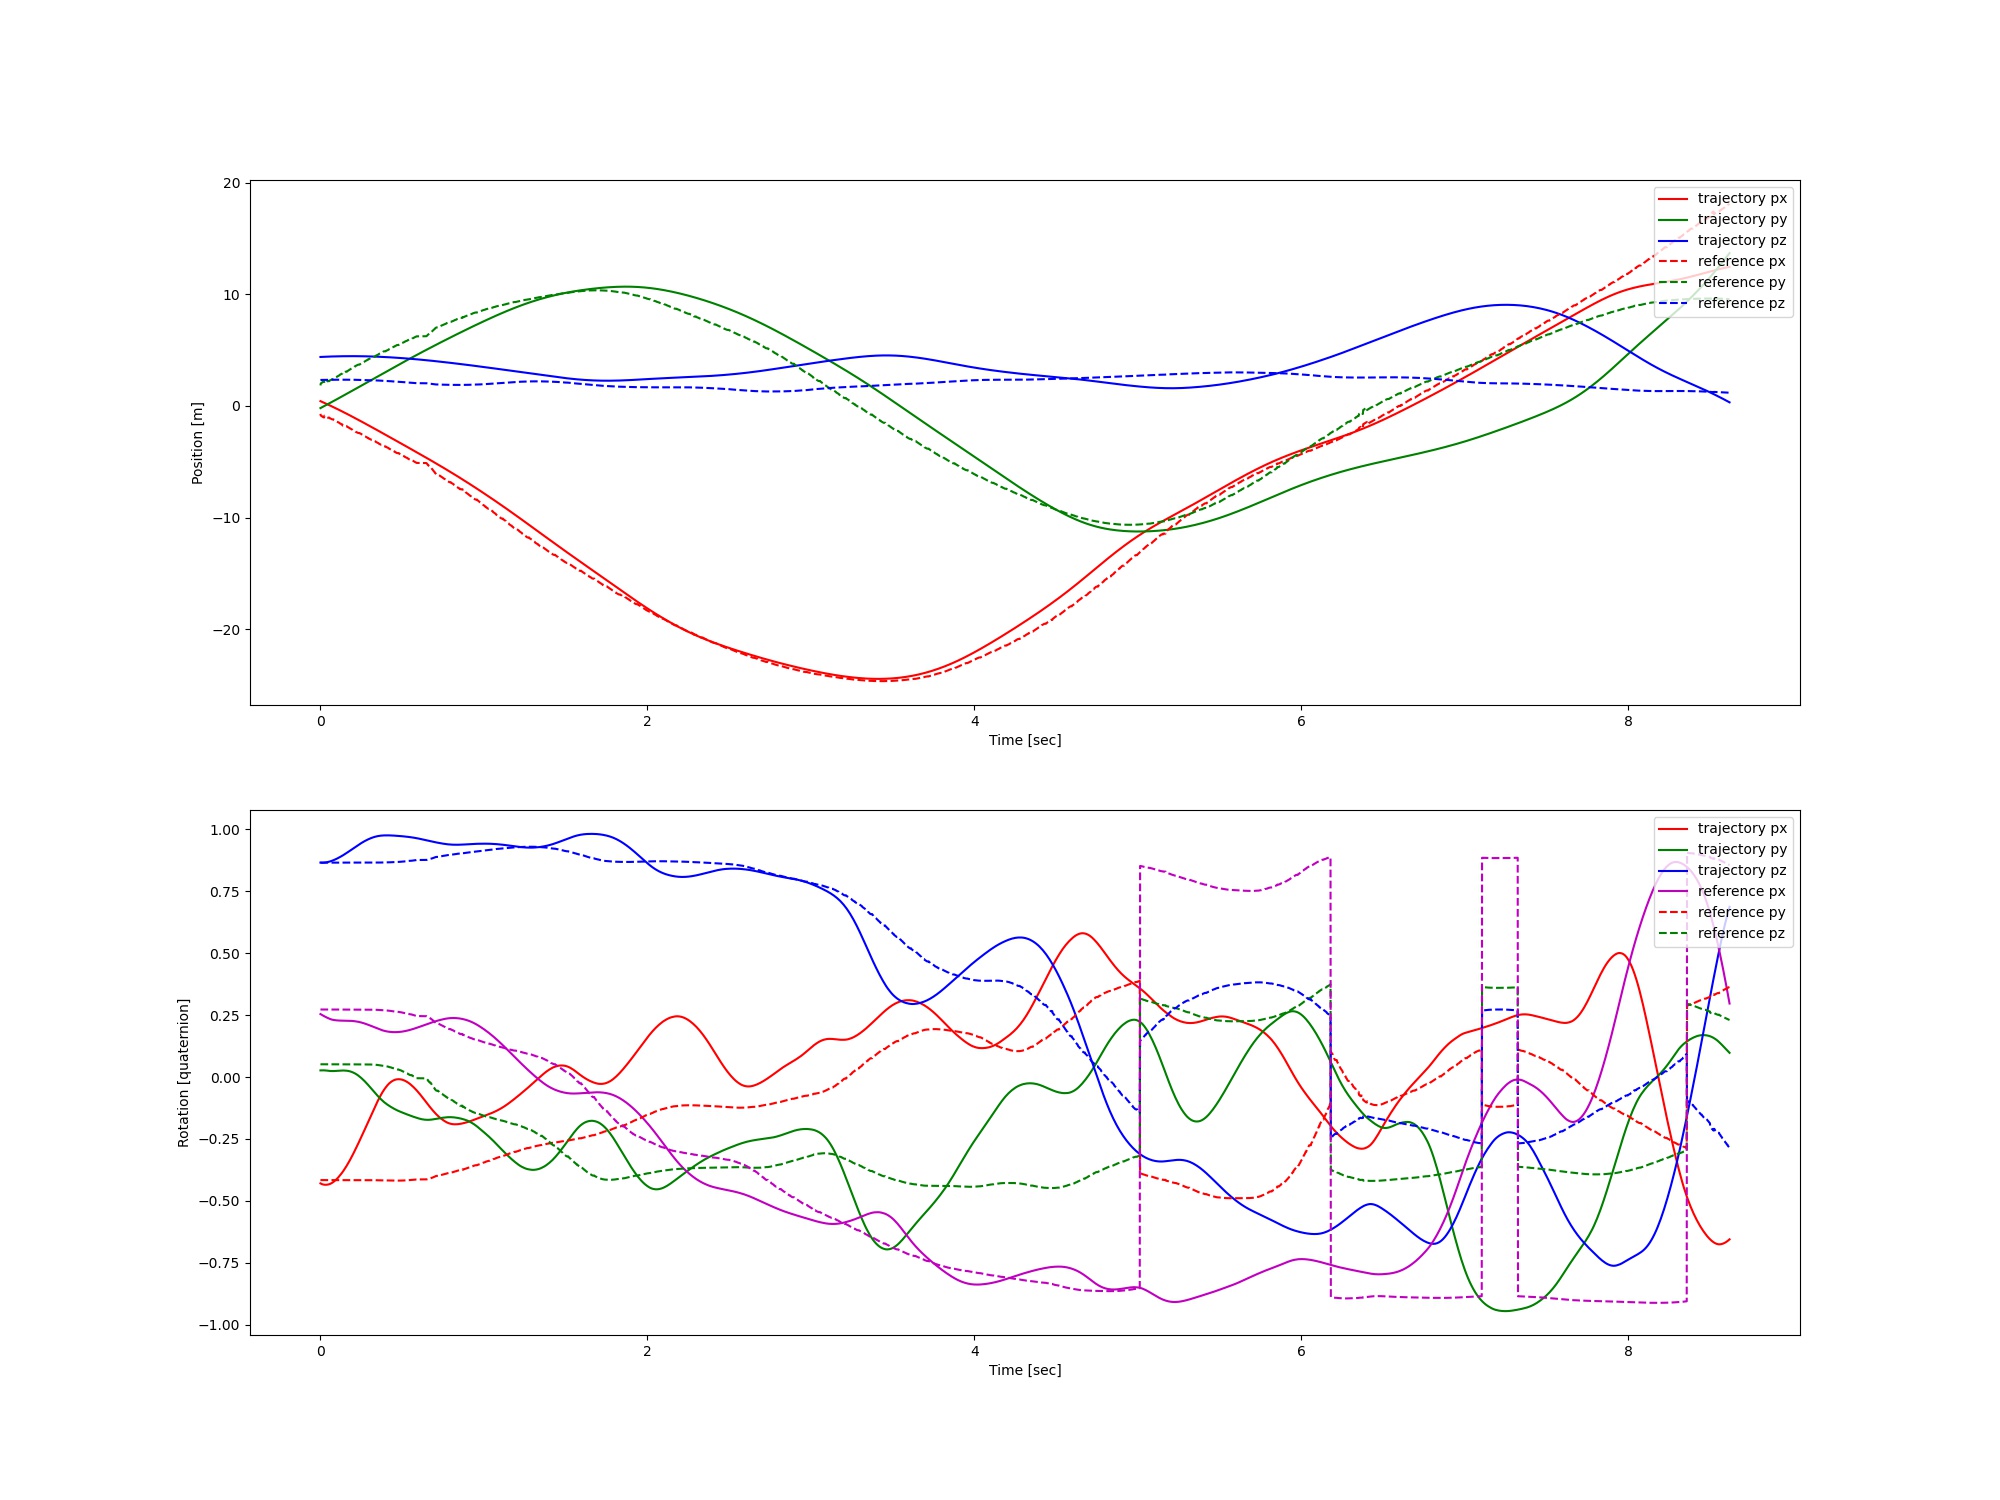 20
10
0
−10
−20
Position [m]
0 2 4 6 8
Time [sec]
trajectory px
trajectory py
trajectory pz
reference px
reference py
reference pz
1.00
0.75
0.50
0.25
0.00
−0.25
−0.50
−0.75
−1.00
Rotation [quaternion]
0 2 4 6 8
Time [sec]
trajectory px
trajectory py
trajectory pz
reference px
reference py
reference pz